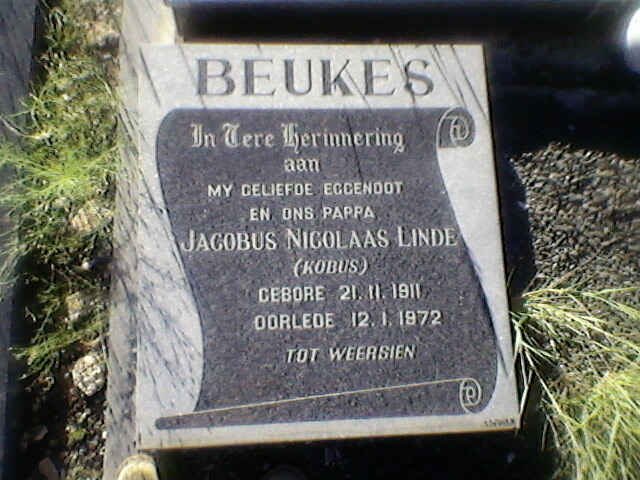 BEUKES
In Tere Herinnering
aan
MY GELIEFDE EGGENOOT
EN ONS PAPPA
JACOBUS NICOLAAS LINDE
(KOBUS)
GEBORE 21.11.1911
OORLEDE 12.1.1972
TOT WEERSIEN